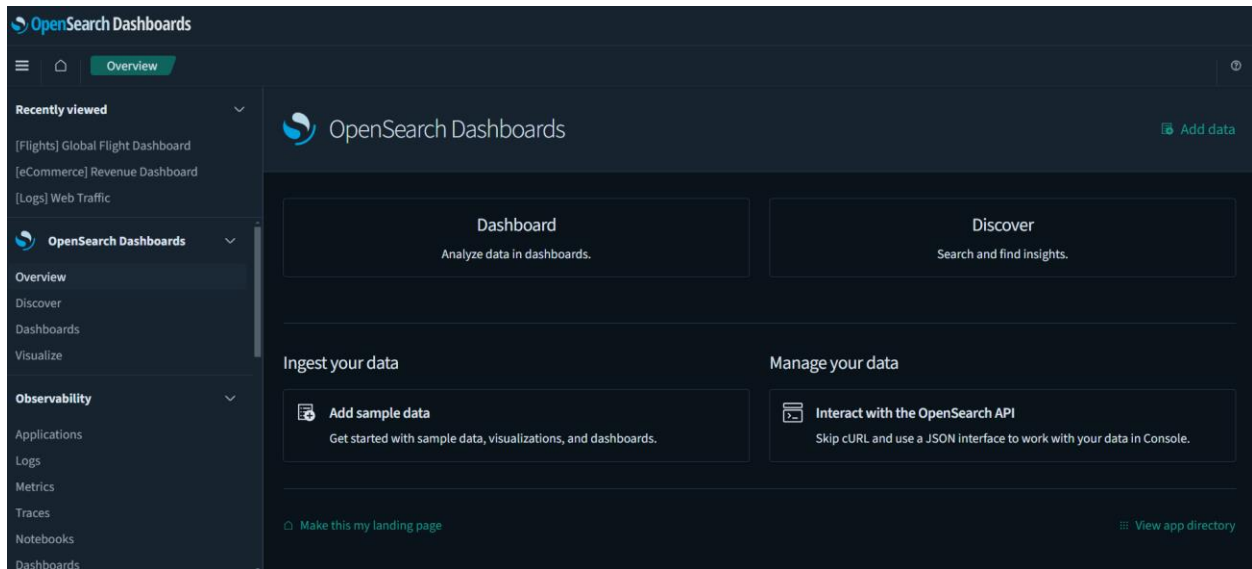 OpenSearch Dashboards
Overview
Recently viewed
[Flights] Global Flight Dashboard
[eCommerce] Revenue Dashboard
[Logs] Web Traffic
OpenSearch Dashboards
Overview
Discover
Dashboards
Visualize
Observability
Applications
Logs
Metrics
Traces
Notebooks
Dashboards
OpenSearch Dashboards
Add data
Dashboard
Analyze data in dashboards.
Discover
Search and find insights.
Ingest your data
Add sample data
Get started with sample data, visualizations, and dashboards.
Manage your data
Interact with the OpenSearch API
Skip cURL and use a JSON interface to work with your data in Console.
Make this my landing page
View app directory